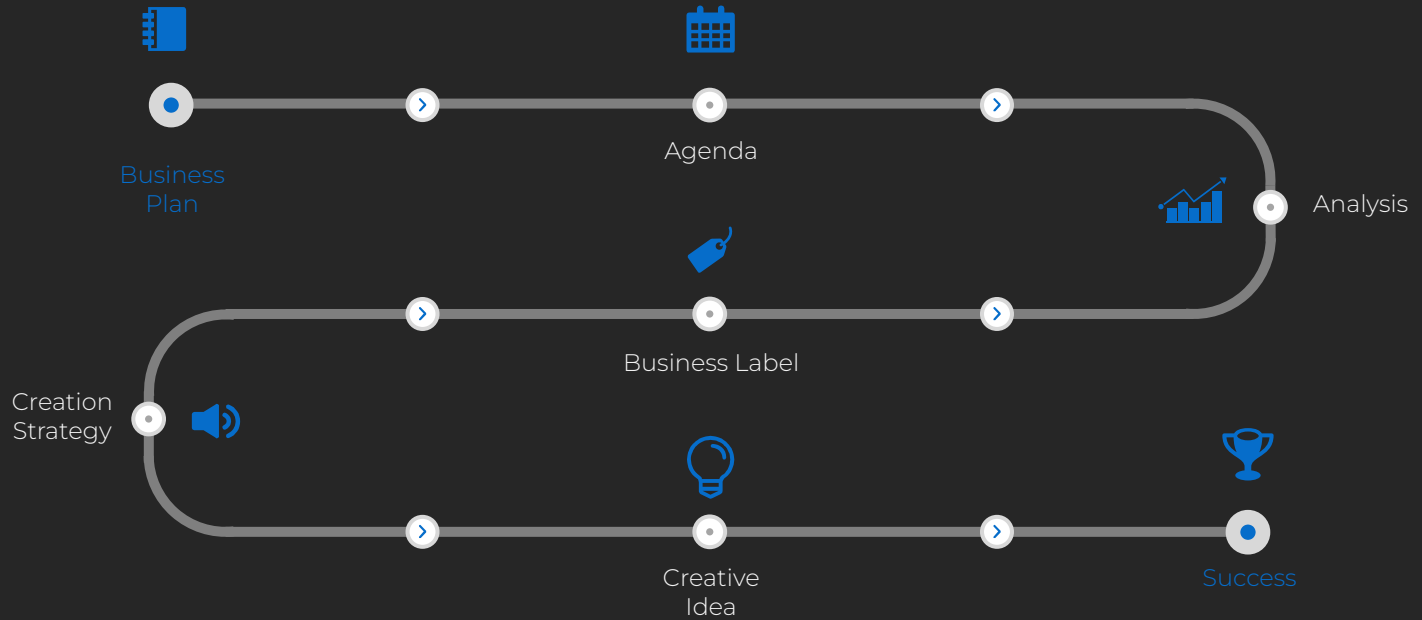 Business
Plan
Agenda
Analysis
Business Label
Creation
Strategy
Creative
Idea
Success